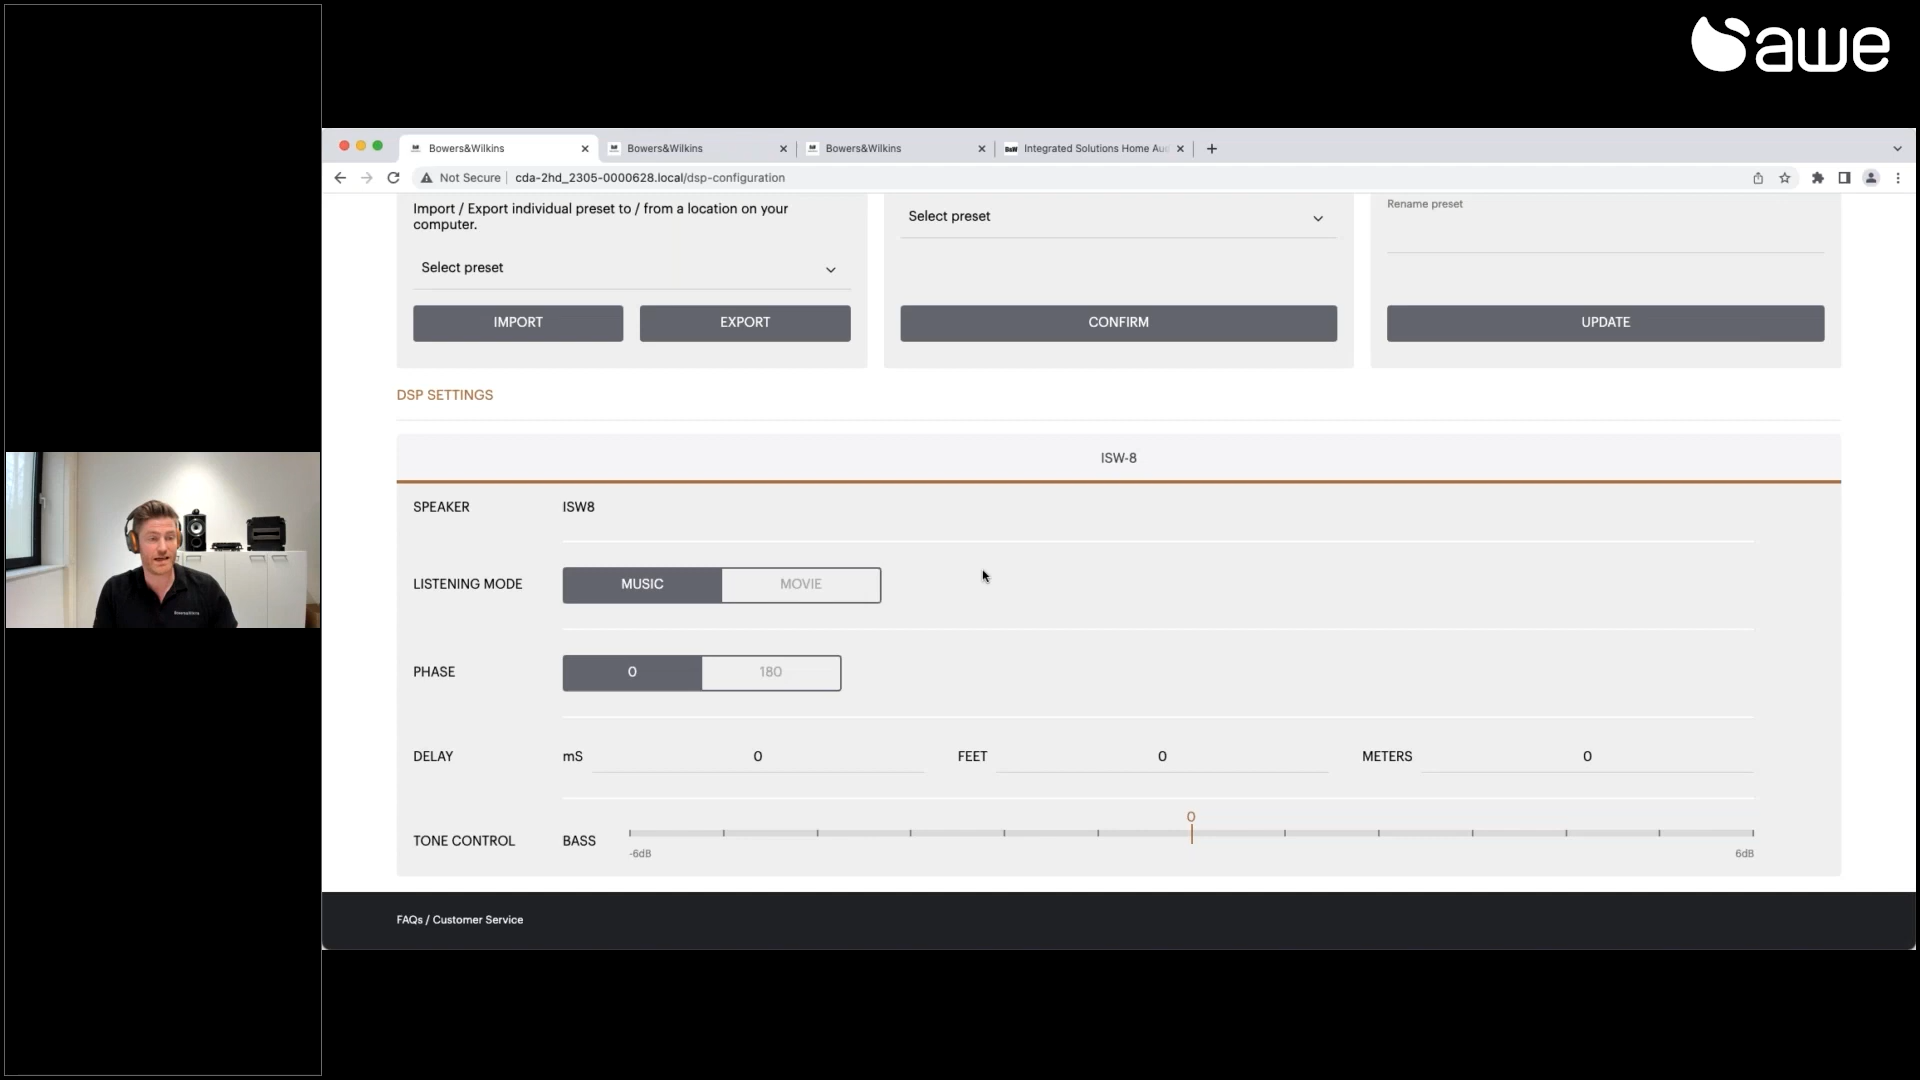 awe
Bowers&Wilkins
Bowers&Wilkins
Bowers&Wilkins
B&W Integrated Solutions Home Au
Not Secure
cda-2hd_2305-0000628.local/dsp-configuration
Import / Export individual preset to / from a location on your
computer.
Select preset
IMPORT
EXPORT
Select preset
CONFIRM
Rename preset
UPDATE
DSP SETTINGS
ISW-8
SPEAKER
ISW8
LISTENING MODE
MUSIC
MOVIE
PHASE
0
180
DELAY
mS
0
FEET
0
METERS
0
TONE CONTROL
BASS
0
-6dB
6dB
FAQs / Customer Service
Bowers&Wilkins